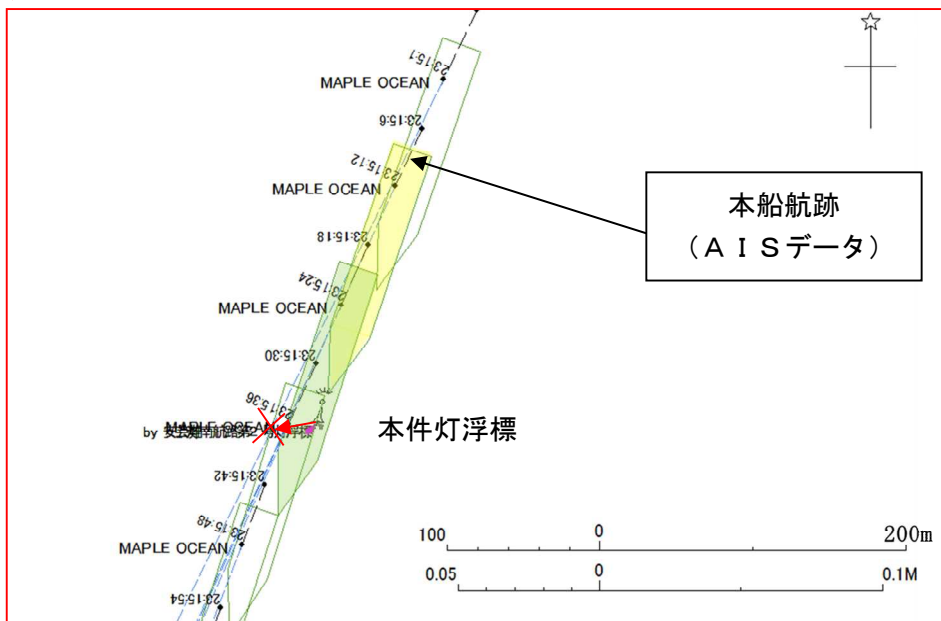 23:15:1
MAPLE OCEAN
23:15:6
23:15:12
MAPLE OCEAN
本船航跡
（ＡＩＳデータ）
23:15:18
23:15:24
MAPLE OCEAN
23:15:30
23:15:36
MAPLE OCEAN
by
本件灯浮標
23:15:42
23:15:48
MAPLE OCEAN
23:15:54
100 0 200m
0.05 0 0.1M